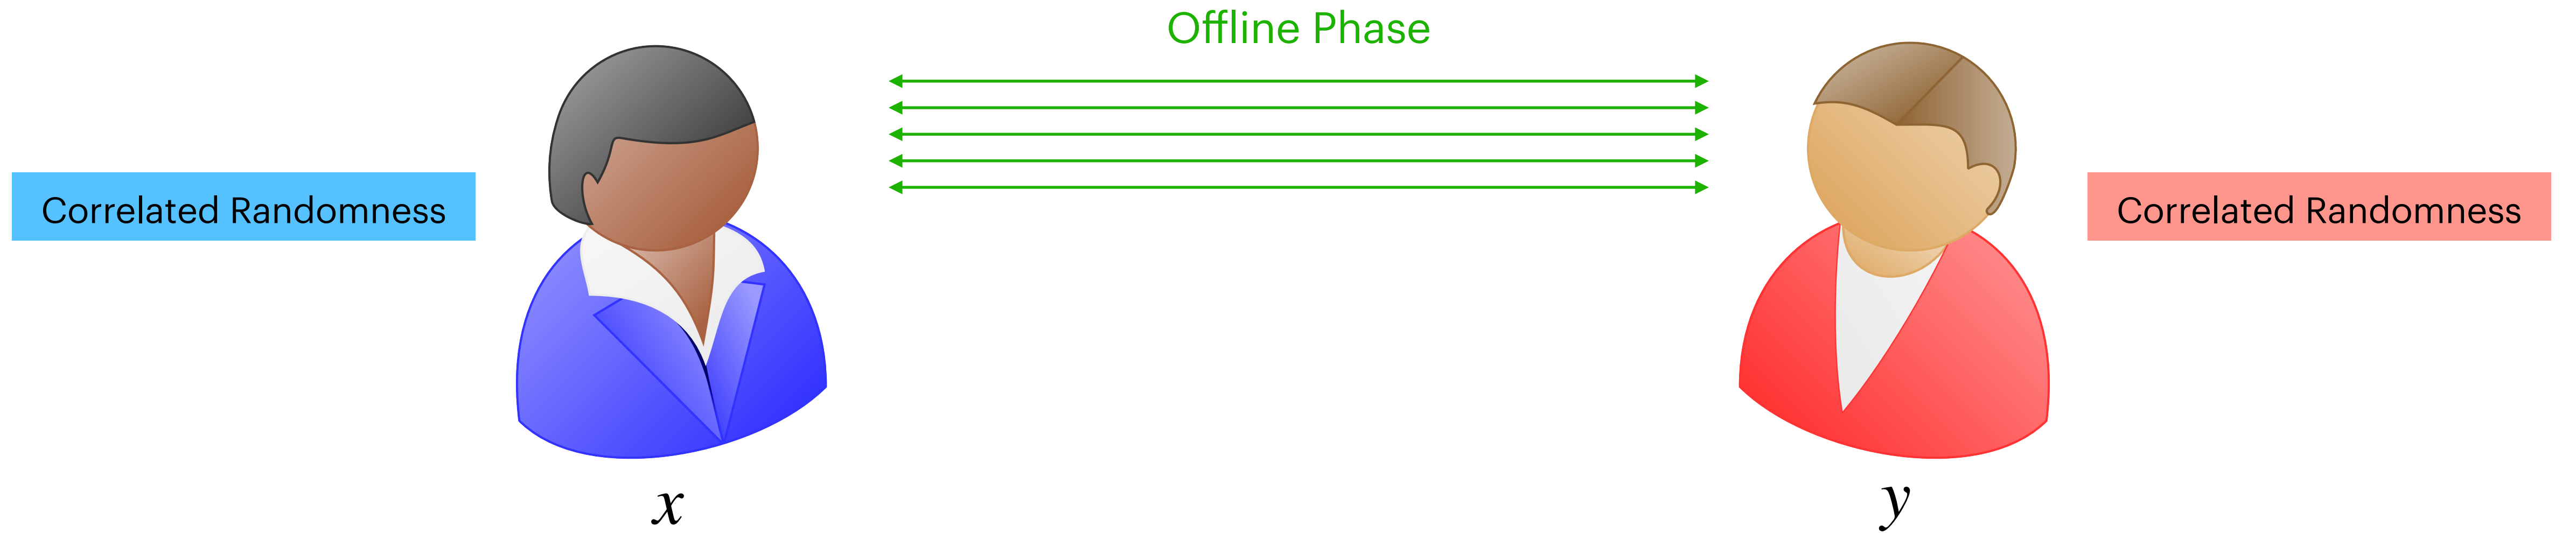 Offline Phase
Correlated Randomness
Correlated Randomness
x
y